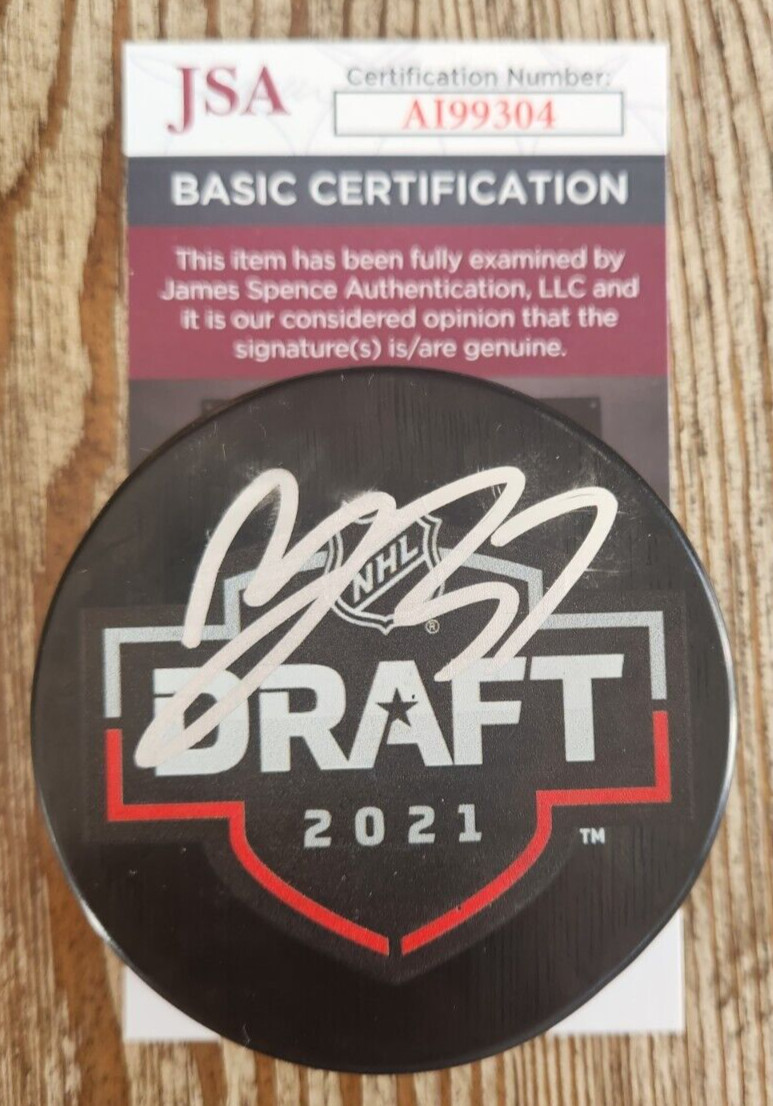 JSA
Certification Number:
AI99304
BASIC CERTIFICATION
This item has been fully examined by
James Spence Authentication, LLC and
it is our considered opinion that the
signature(s) is/are genuine.
NHL
®
DRAFT
2021
TM